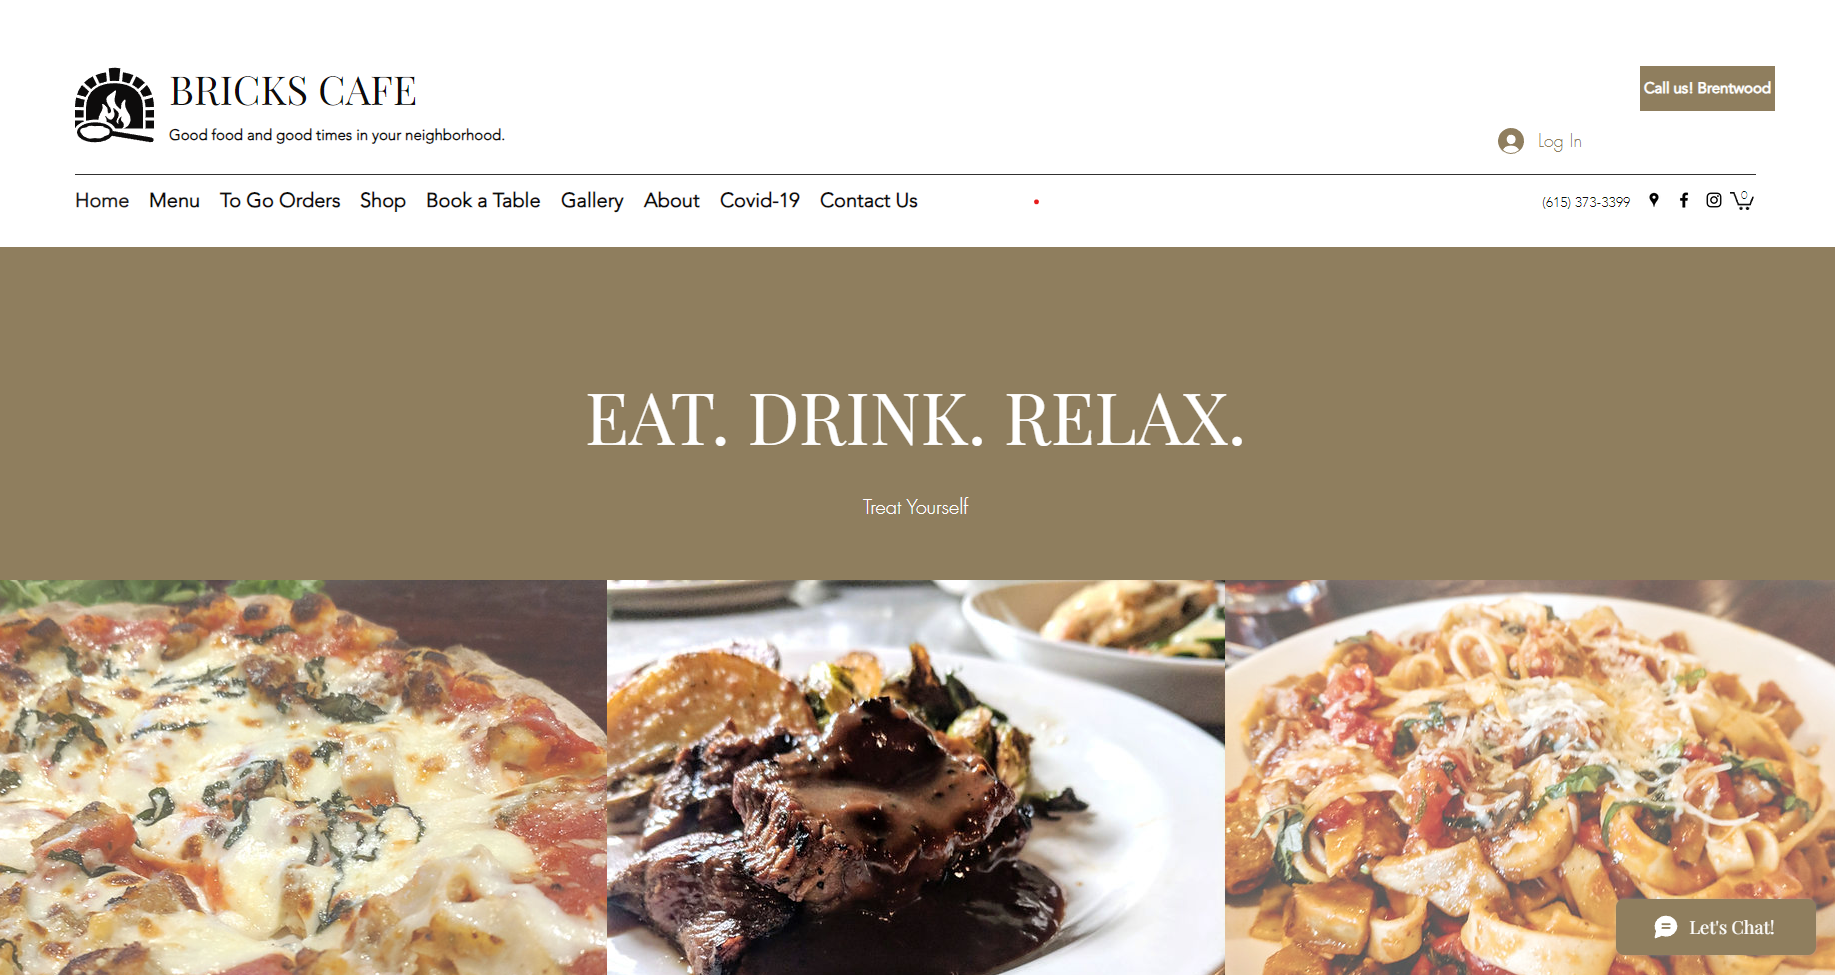 BRICKS CAFE
Good food and good times in your neighborhood.
Call us! Brentwood
Log In
Home Menu To Go Orders Shop Book a Table Gallery About Covid-19 Contact Us
(615) 373-3399
0
EAT. DRINK. RELAX.
Treat Yourself
Let's Chat!